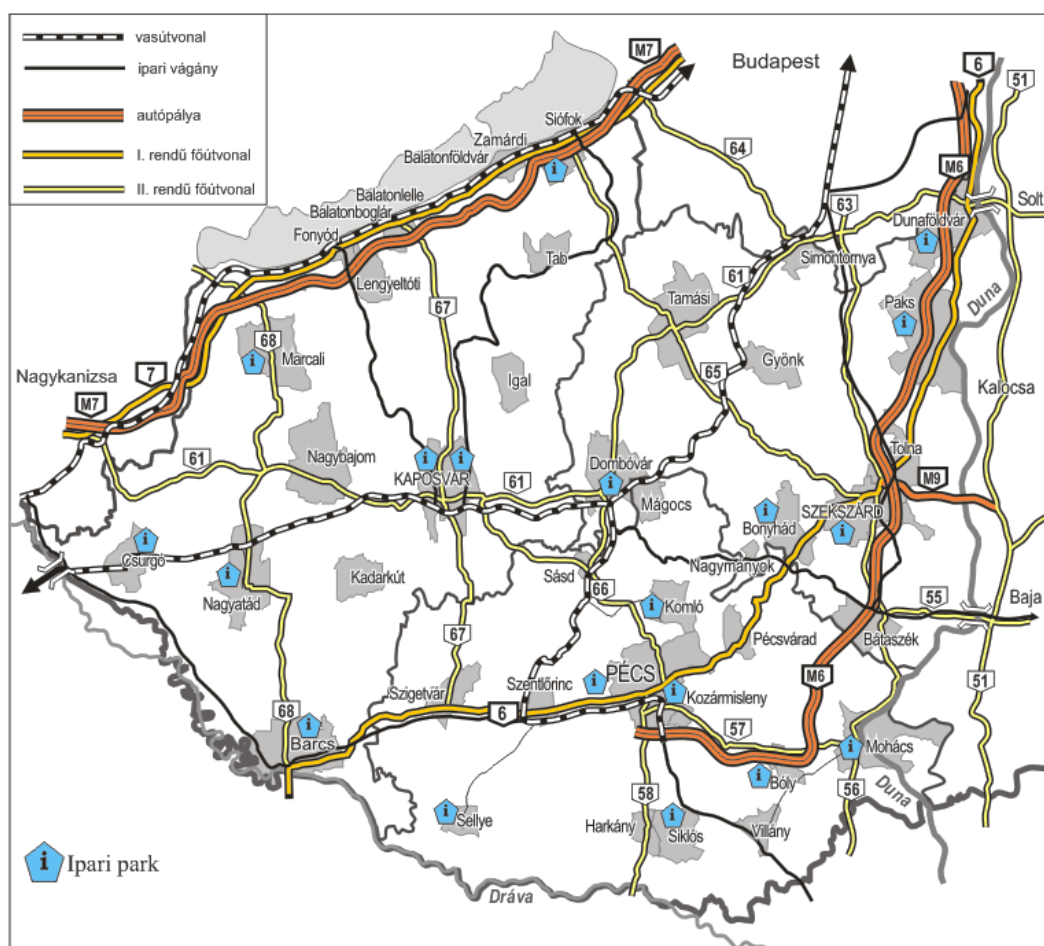 vasútvonal
ipari vágány
autópálya
I. rendű főútvonal
II. rendű főútvonal
M7
Budapest
6
51
Siófok
Zamárdi
Balatonföldvár
64
M6
i
Balatonlelle
Balatonboglár
63
Solt
Dunaföldvár
Fonyód
i
Simontornya
Tab
61
Lengyeltóti
Tamási
Duna
67
Paks
i
68
i
Marcali
7
Gyönk
Nagykanizsa
Igal
65
Kalocsa
M7
Tolna
61
Nagybajom
i
i
KAPOSVÁR
Dombóvár
i
M9
61
Mágocs
i
SZEKSZÁRD
Bonyhád
i
i
Csurgó
Nagymányok
Sásd
i
Nagyatád
Kadarkút
66
i
Komló
55
Baja
67
Pécsvárad
Bátaszék
PÉCS
i
M6
Szigetvár
Szentlőrinc
i
Kozármisleny
51
68
6
i
Barcs
57
i
Mohács
i
Bóly
58
56
Duna
i
Sellye
Harkány
i
Siklós
Villány
i
Ipari park
Dráva